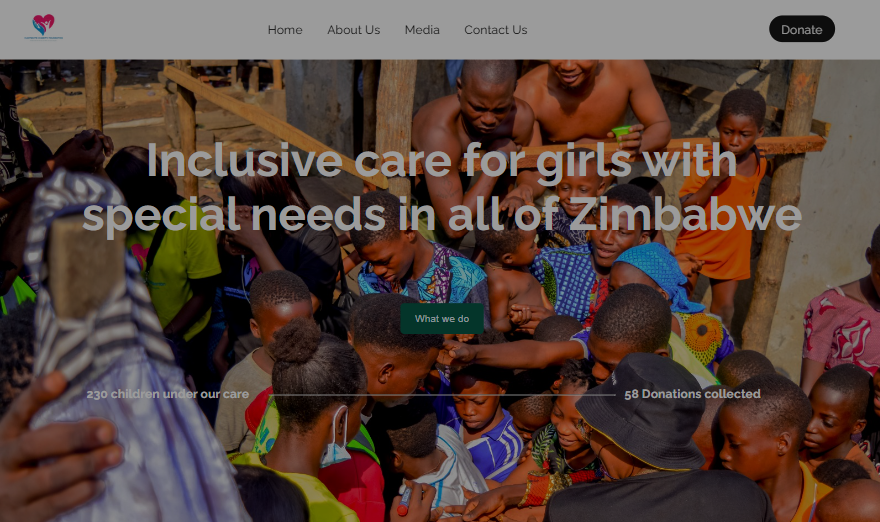 Home About Us Media Contact Us Donate
Inclusive care for girls with
special needs in all of Zimbabwe
What we do
230 children under our care 58 Donations collected